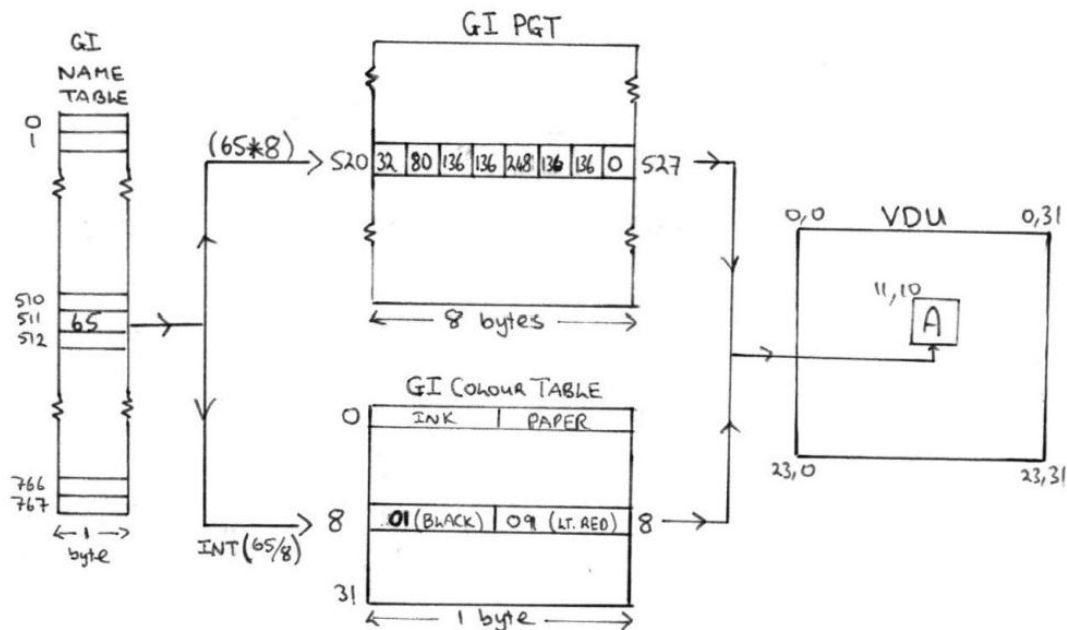 GI
NAME
TABLE
0
1
510
511
65
512
766
767
1
byte
(65*8)
INT(65/8)
GI PGT
520
32 80 136 136 248 136 136 0
527
8 bytes
GI COLOUR TABLE
0
INK PAPER
8
01 (BLACK) 09 (LT. RED)
8
31
1 byte
0,0 VDU 0,31
11,10
A
23,0 23,31